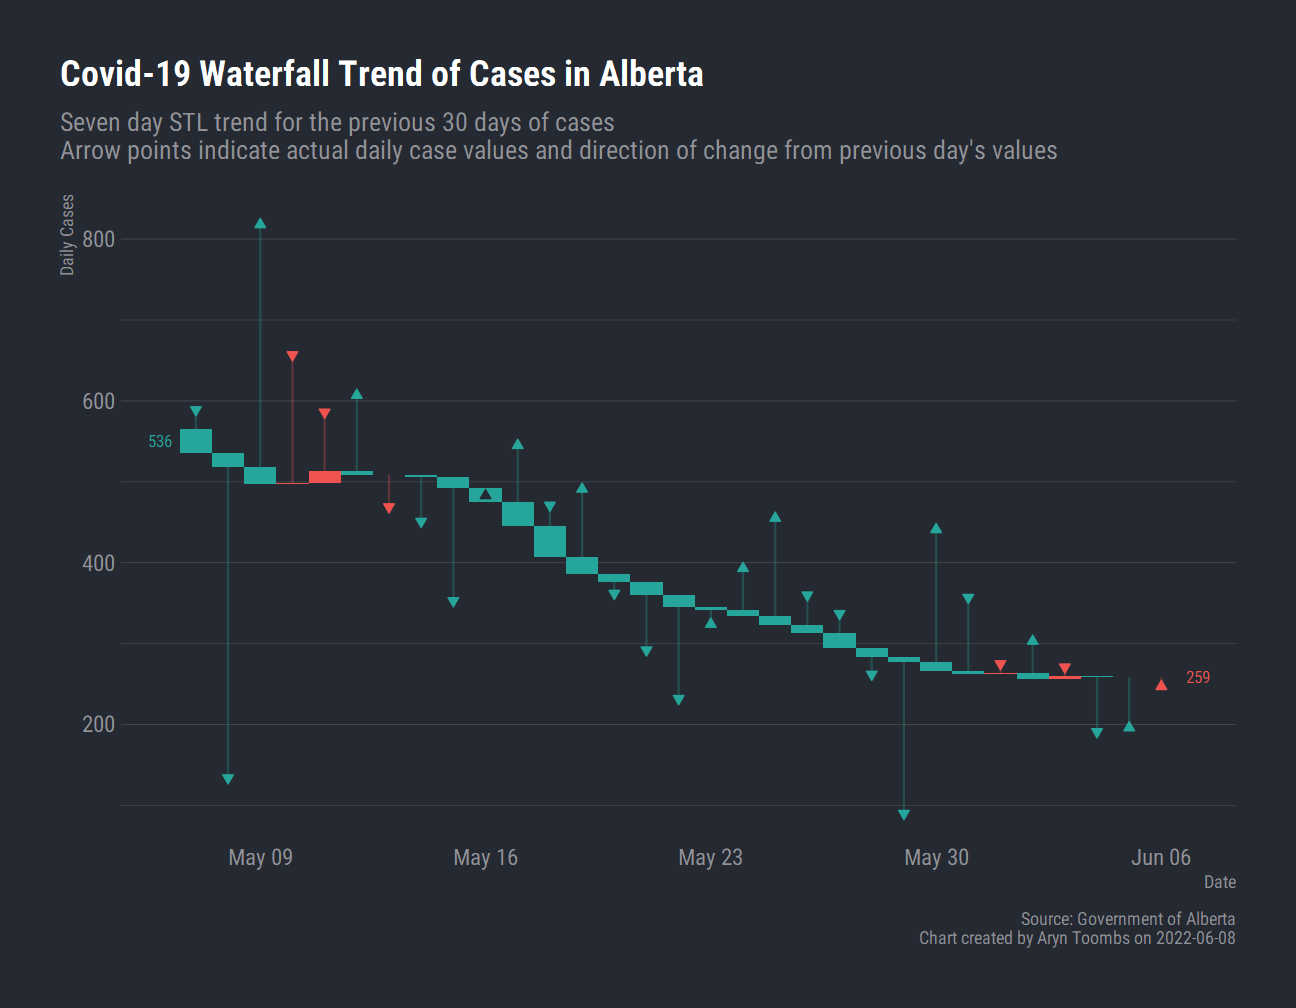 Covid-19 Waterfall Trend of Cases in Alberta
Seven day STL trend for the previous 30 days of cases
Arrow points indicate actual daily case values and direction of change from previous day's values
Daily Cases
800
600
400
200
536
259
May 09
May 16
May 23
May 30
Jun 06
Date
Source: Government of Alberta
Chart created by Aryn Toombs on 2022-06-08